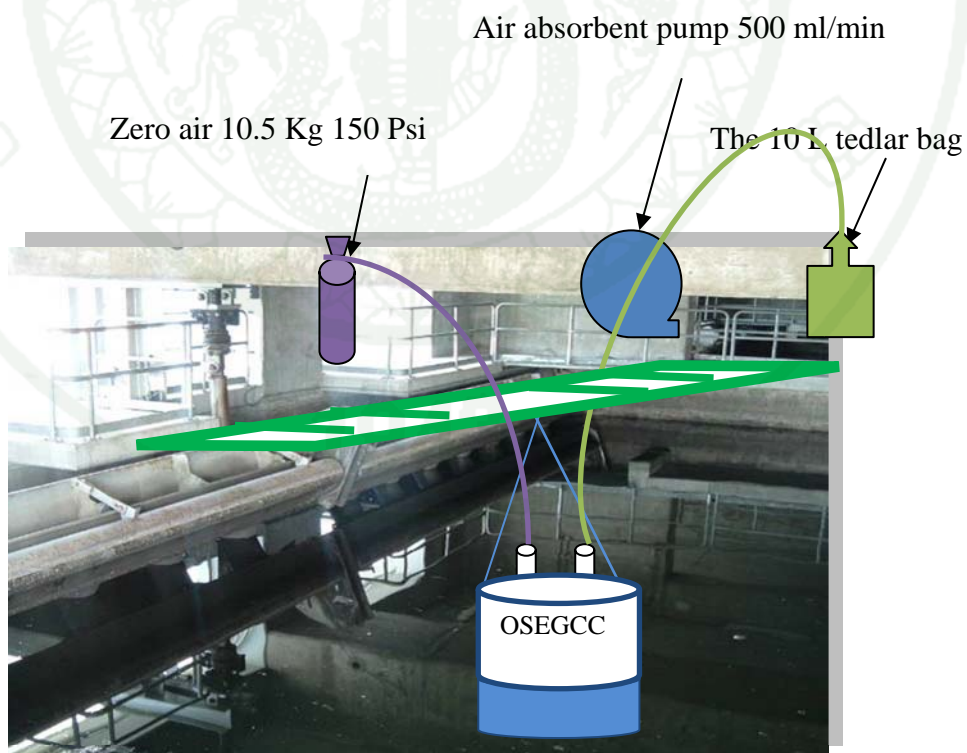 Air absorbent pump 500 ml/min
Zero air 10.5 Kg 150 Psi
The 10 L tedlar bag
OSEGCC